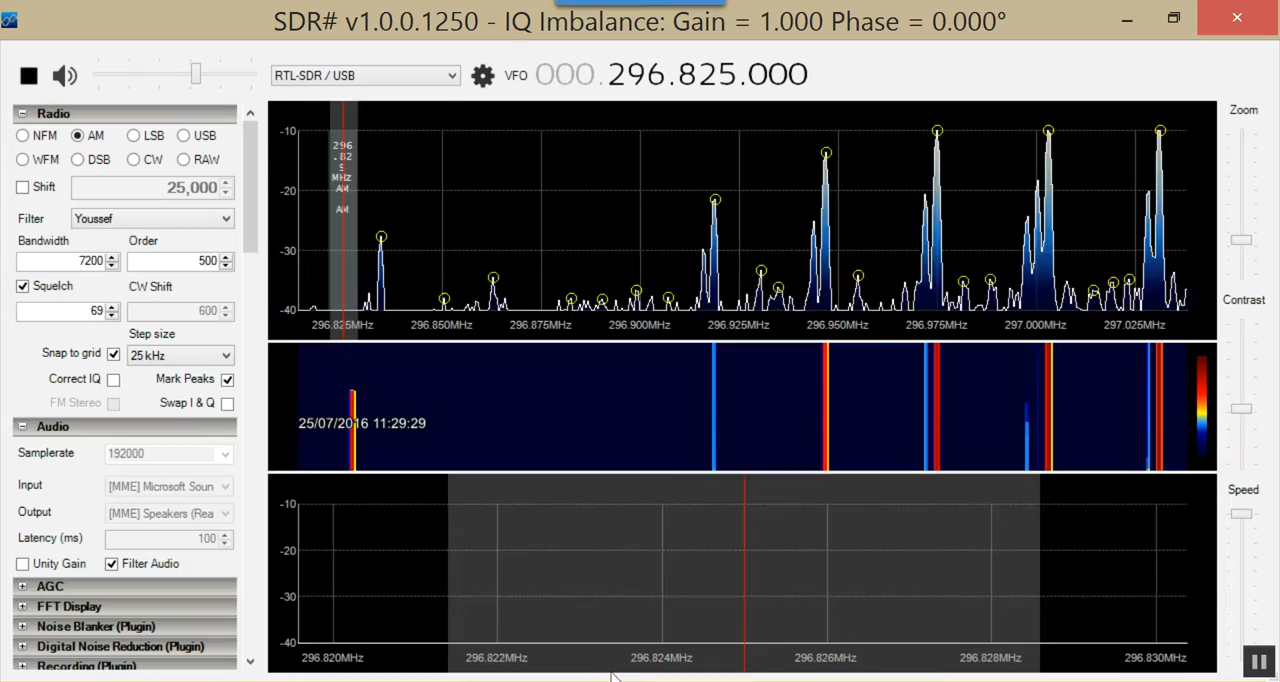 SDR# v1.0.0.1250 - IQ Imbalance: Gain = 1.000 Phase = 0.000°
RTL-SDR / USB
VFO 000.296.825.000
Radio
NFM AM LSB USB
WFM DSB CW RAW
Shift 25,000
Filter Youssef
Bandwidth Order
7200 500
Squelch CW Shift
69 600
Step size
Snap to grid 25 kHz
Correct IQ Mark Peaks
FM Stereo Swap I & Q
Audio
Samplerate 192000
Input [MME] Microsoft Soun
Output [MME] Speakers (Rea
Latency (ms) 100
Unity Gain Filter Audio
AGC
FFT Display
Noise Blanker (Plugin)
Digital Noise Reduction (Plugin)
Recording (Plugin)
-10
-20
-30
-40
296
.82
5
MHz
AM
AM
296.825MHz 296.850MHz 296.875MHz 296.900MHz 296.925MHz 296.950MHz 296.975MHz 297.000MHz 297.025MHz
25/07/2016 11:29:29
-10
-20
-30
-40
296.820MHz 296.822MHz 296.824MHz 296.826MHz 296.828MHz 296.830MHz
Zoom
Contrast
Speed